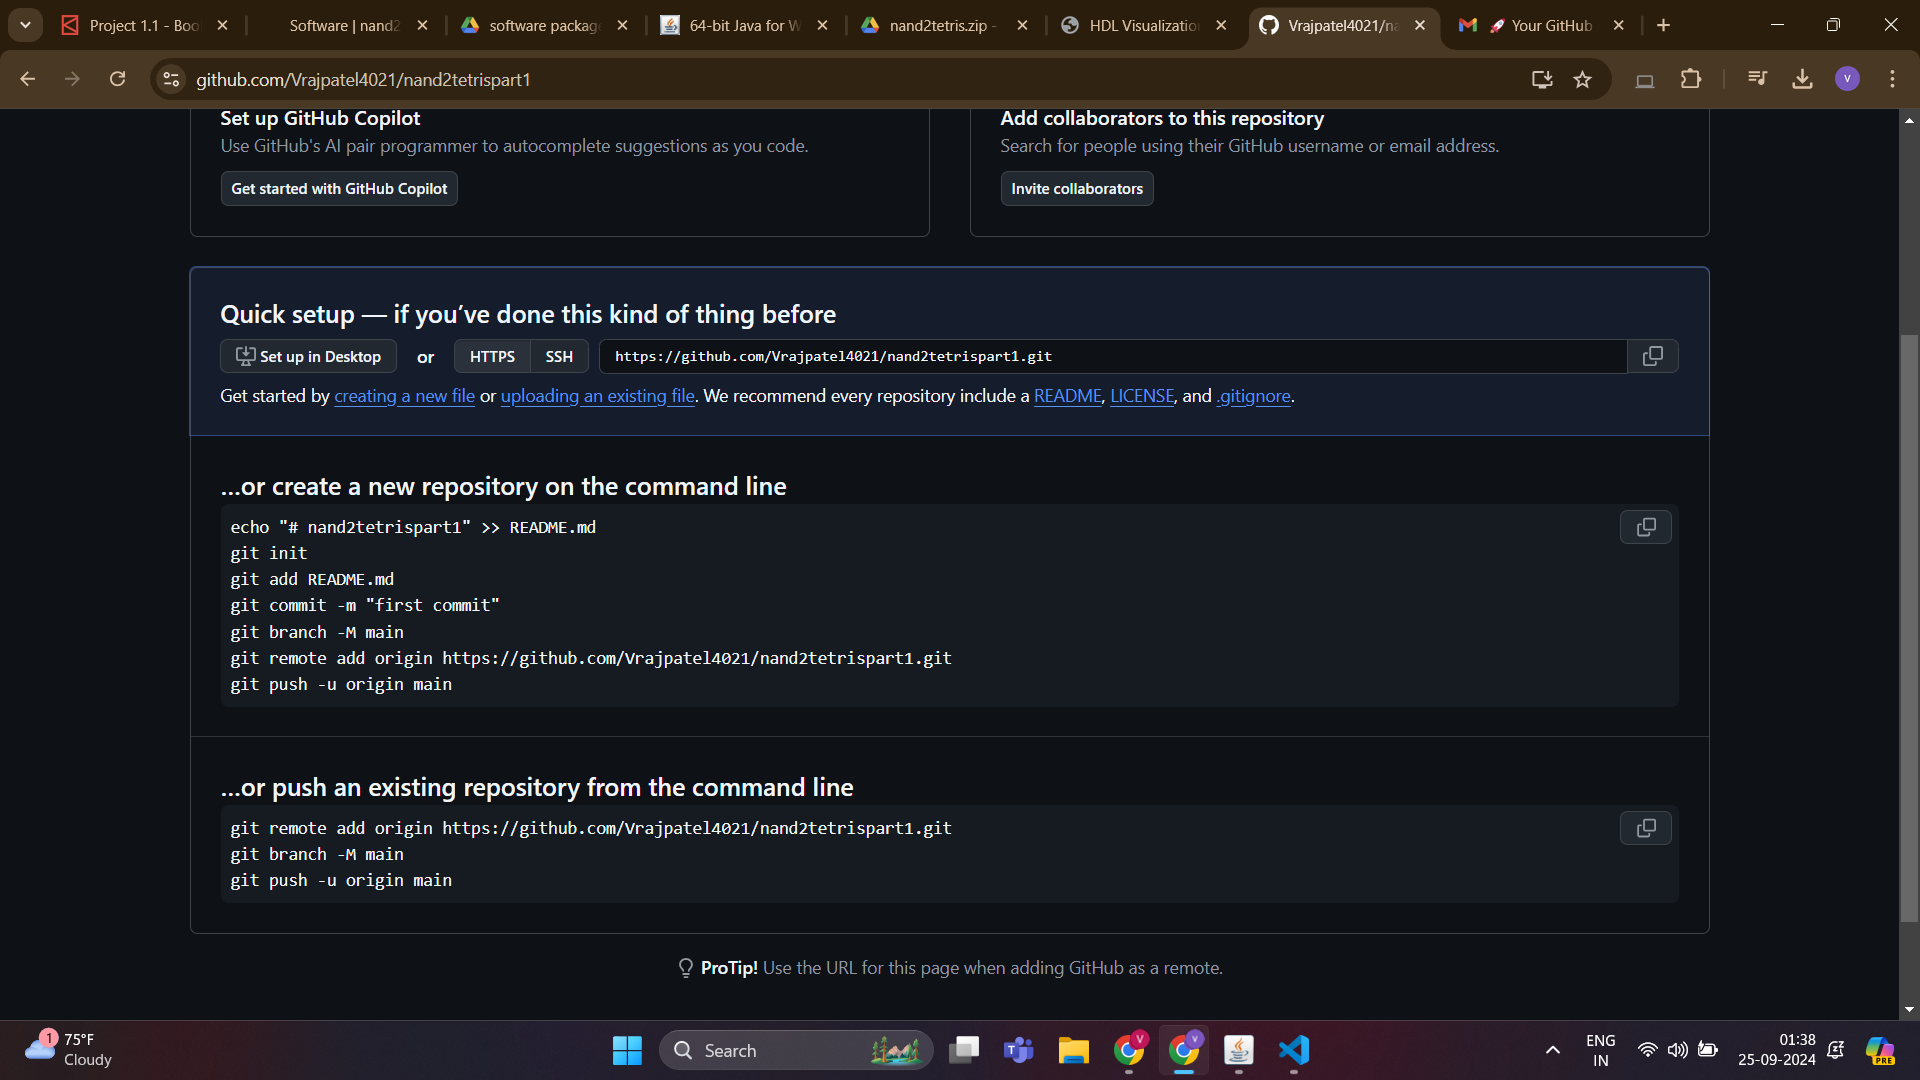 Project 1.1 - Boo
Software | nand2
software package
64-bit Java for W
nand2tetris.zip -
HDL Visualizatio
Vrajpatel4021/na
🚀 Your GitHub
github.com/Vrajpatel4021/nand2tetrispart1
V
Set up GitHub Copilot
Use GitHub's AI pair programmer to autocomplete suggestions as you code.
Get started with GitHub Copilot
Add collaborators to this repository
Search for people using their GitHub username or email address.
Invite collaborators
Quick setup — if you’ve done this kind of thing before
Set up in Desktop or HTTPS SSH https://github.com/Vrajpatel4021/nand2tetrispart1.git
Get started by creating a new file or uploading an existing file. We recommend every repository include a README, LICENSE, and .gitignore.
…or create a new repository on the command line
echo "# nand2tetrispart1" >> README.md
git init
git add README.md
git commit -m "first commit"
git branch -M main
git remote add origin https://github.com/Vrajpatel4021/nand2tetrispart1.git
git push -u origin main
…or push an existing repository from the command line
git remote add origin https://github.com/Vrajpatel4021/nand2tetrispart1.git
git branch -M main
git push -u origin main
ProTip! Use the URL for this page when adding GitHub as a remote.
1
75°F
Cloudy
Search
V
V
ENG
IN
01:38
25-09-2024
PRE